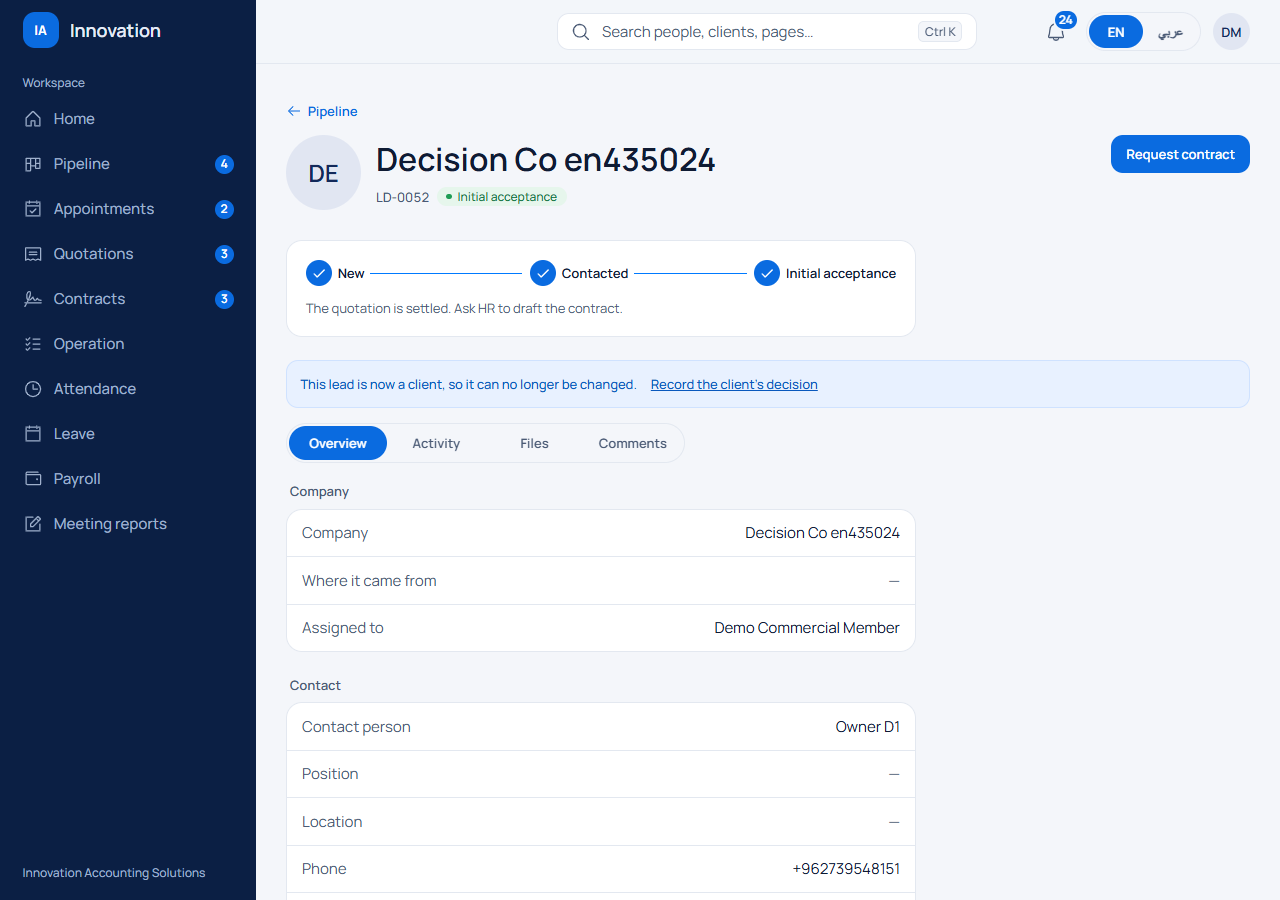 IA Innovation
Search people, clients, pages... Ctrl K
24
EN عربي DM
Workspace
Home
Pipeline 4
Appointments 2
Quotations 3
Contracts 3
Operation
Attendance
Leave
Payroll
Meeting reports
Innovation Accounting Solutions
← Pipeline
DE
Decision Co en435024
Request contract
LD-0052 Initial acceptance
New Contacted Initial acceptance
The quotation is settled. Ask HR to draft the contract.
This lead is now a client, so it can no longer be changed. Record the client's decision
Overview Activity Files Comments
Company
Company Decision Co en435024
Where it came from —
Assigned to Demo Commercial Member
Contact
Contact person Owner D1
Position —
Location —
Phone +962739548151